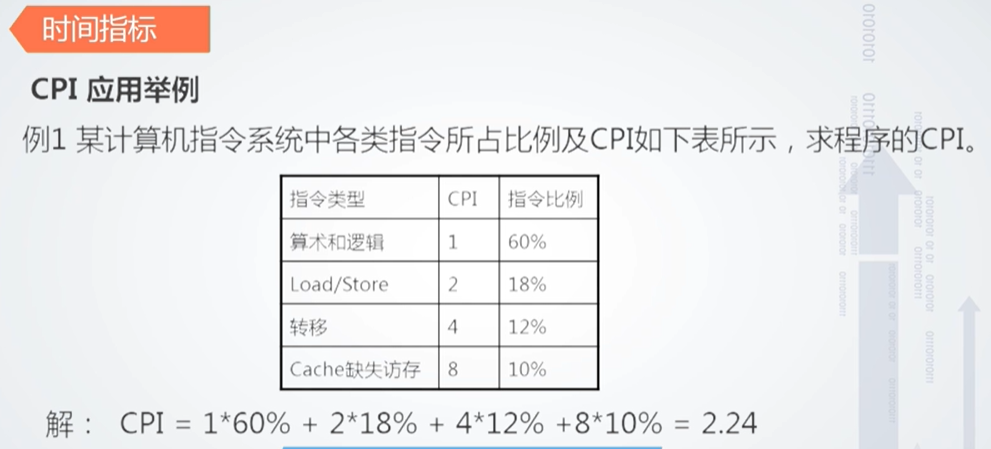 时间指标
CPI 应用举例
例1 某计算机指令系统中各类指令所占比例及CPI如下表所示，求程序的CPI。
指令类型 CPI 指令比例
算术和逻辑 1 60%
Load/Store 2 18%
转移 4 12%
Cache缺失访存 8 10%
解： CPI = 1*60% + 2*18% + 4*12% +8*10% = 2.24